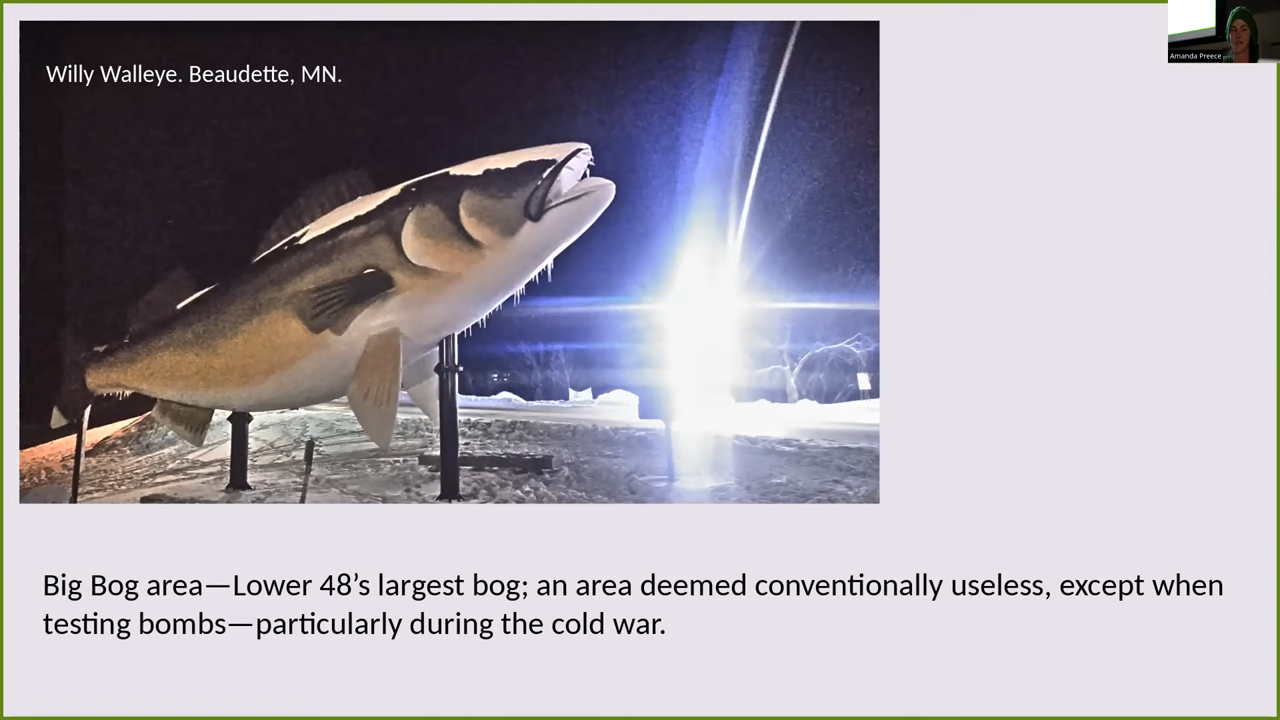 Willy Walleye. Beaudette, MN.
Amanda Preece
Big Bog area—Lower 48’s largest bog; an area deemed conventionally useless, except when
testing bombs—particularly during the cold war.